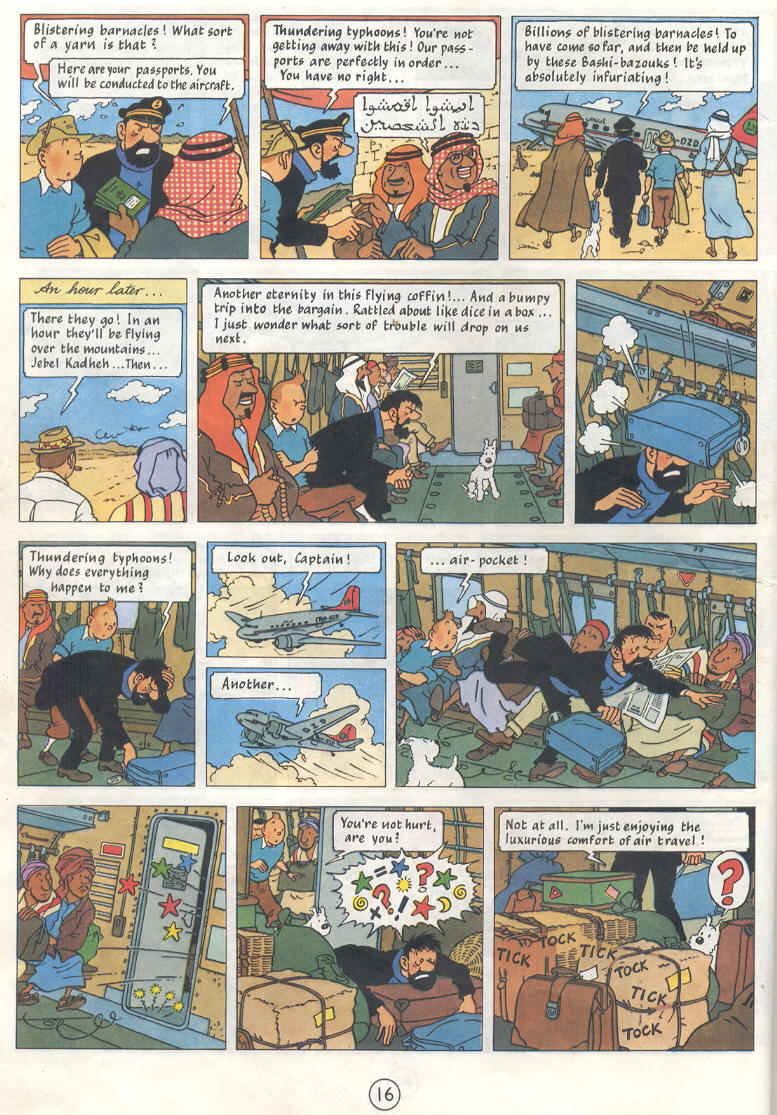 Blistering barnacles! What sort
of a yarn is that?
Here are your passports. You
will be conducted to the aircraft.
Thundering typhoons! You're not
getting away with this! Our pass-
ports are perfectly in order...
You have no right...
Billions of blistering barnacles! To
have come so far, and then be held up
by these Bashi-bazouks! It's
absolutely infuriating!
-DZD
An hour later...
There they go! In an
hour they'll be flying
over the mountains...
Jebel Kadheh...Then...
Another eternity in this flying coffin!... And a bumpy
trip into the bargain. Rattled about like dice in a box...
I just wonder what sort of trouble will drop on us
next.
Thundering typhoons!
Why does everything
happen to me?
Look out, Captain!
Another...
...air-pocket!
You're not hurt,
are you?
? = ? + !
Not at all. I'm just enjoying the
luxurious comfort of air travel!
?
TICK
TOCK
TICK
TOCK
TOCK
TICK
TOCK
TICK
TOCK
16